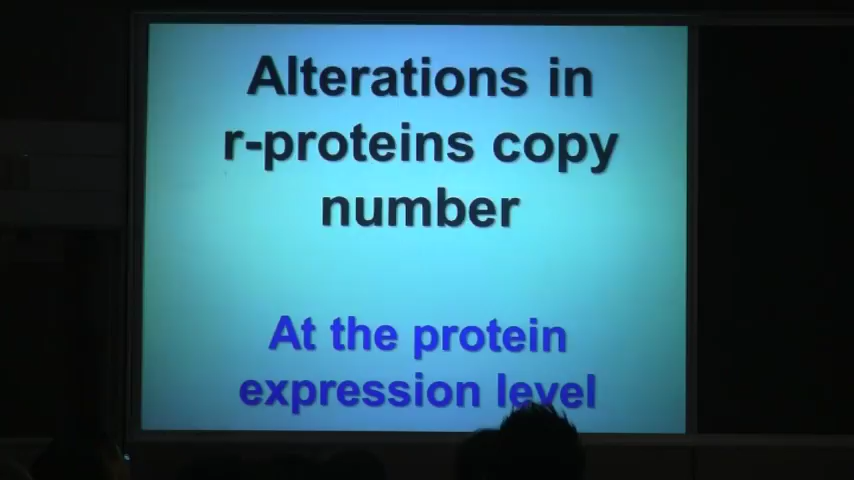 Alterations in
r-proteins copy
number
At the protein
expression level